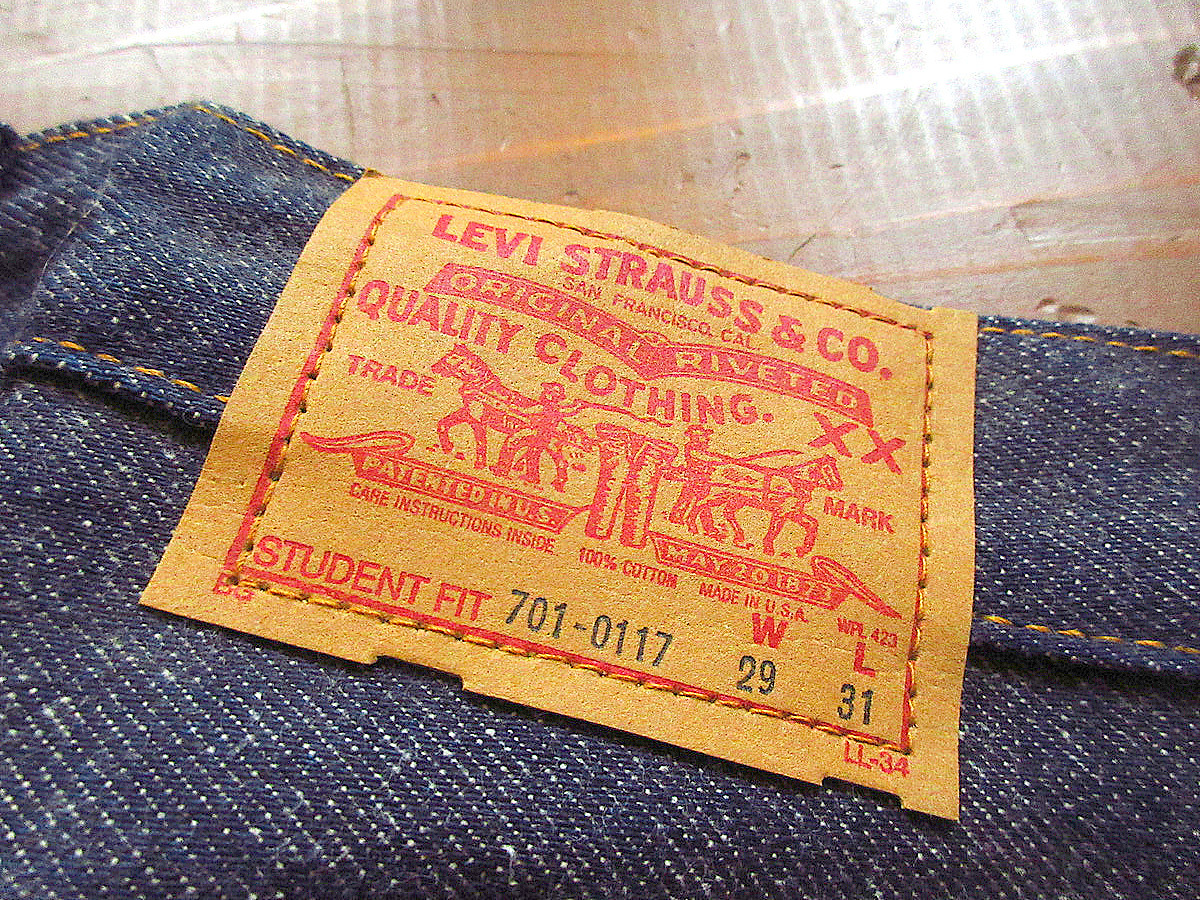 LEVI STRAUSS & CO.
SAN FRANCISCO. CAL.
ORIGINAL RIVETED
QUALITY CLOTHING.
XX
TRADE
MARK
PATENTED IN U.S.
MAY 20 1873
CARE INSTRUCTIONS INSIDE
100% COTTON
MADE IN U.S.A.
WPL 423
STUDENT FIT
701-0117
W L
29 31
LL-34